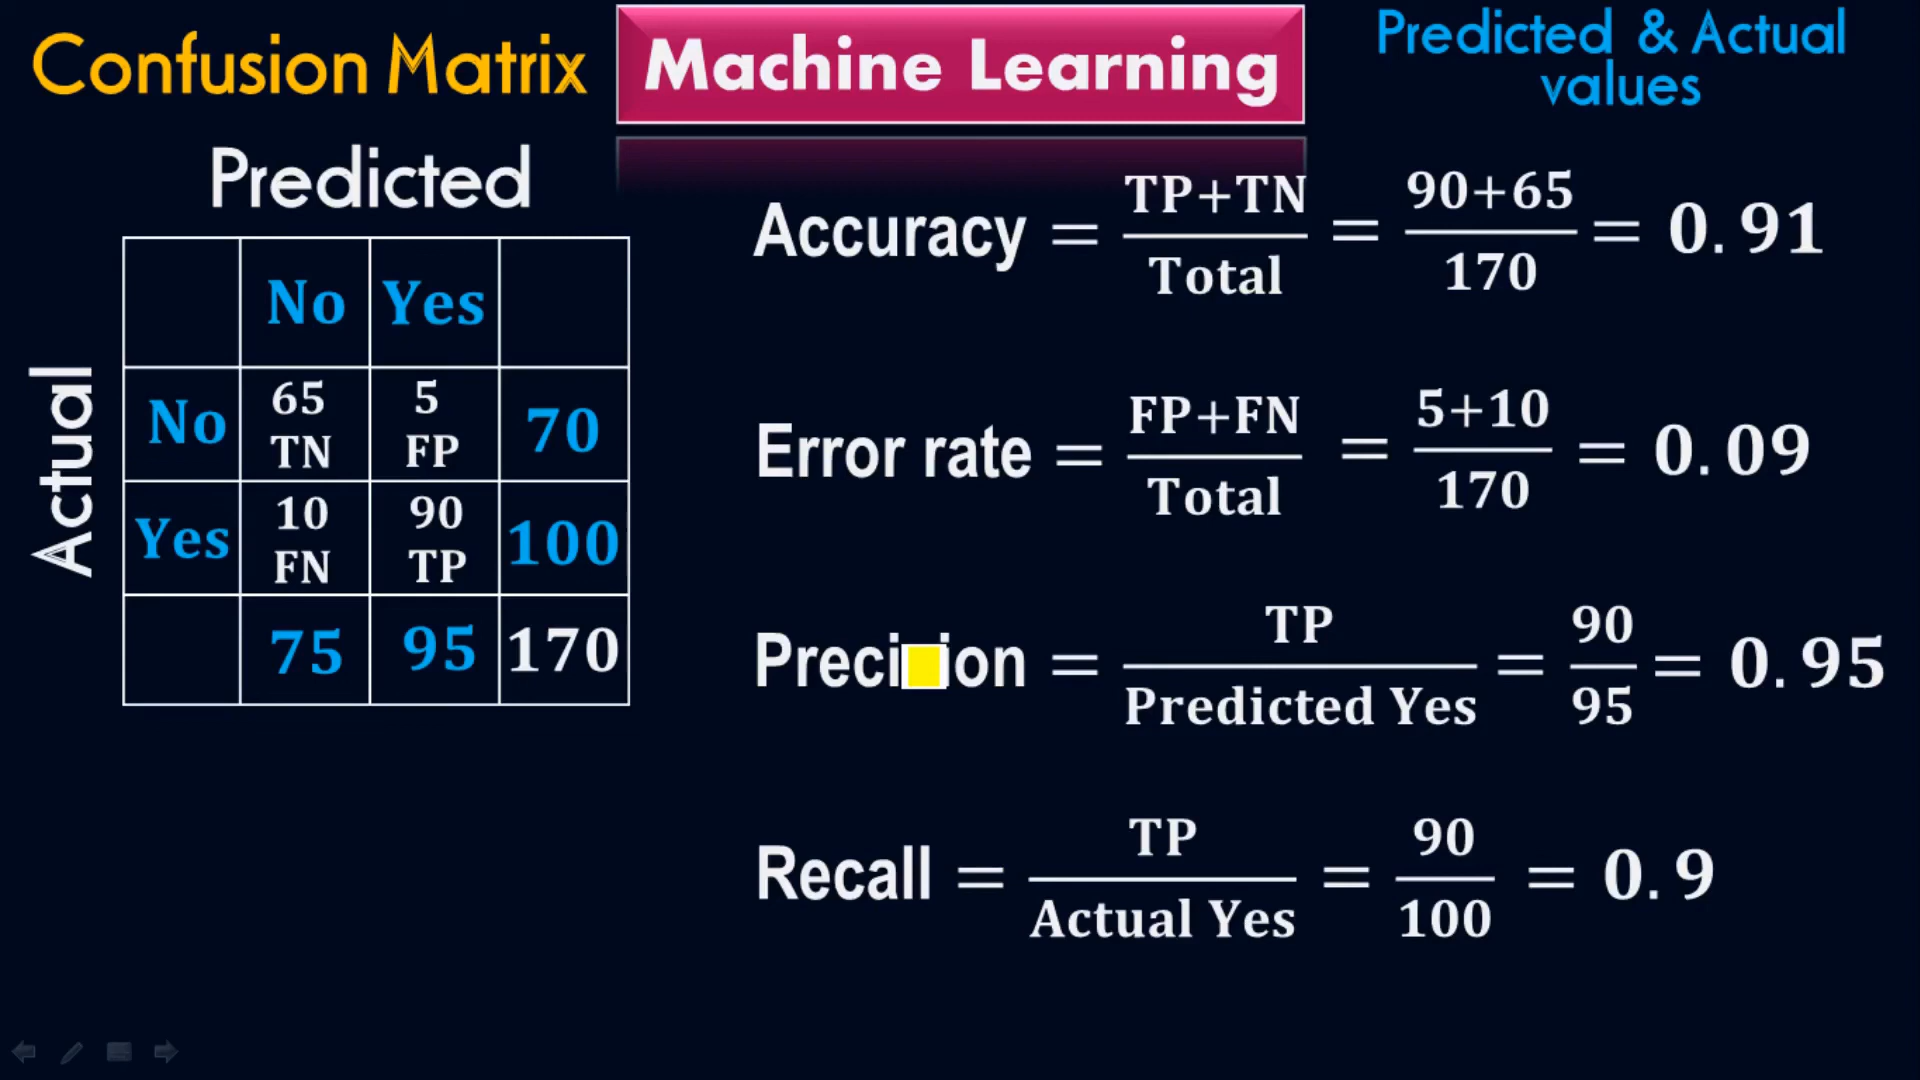 Confusion Matrix
Machine Learning
Predicted & Actual
values
Predicted
Actual
No Yes
No 65 TN 5 FP 70
Yes 10 FN 90 TP 100
75 95 170
Accuracy = TP+TN / Total = 90+65 / 170 = 0.91
Error rate = FP+FN / Total = 5+10 / 170 = 0.09
Precision = TP / Predicted Yes = 90 / 95 = 0.95
Recall = TP / Actual Yes = 90 / 100 = 0.9